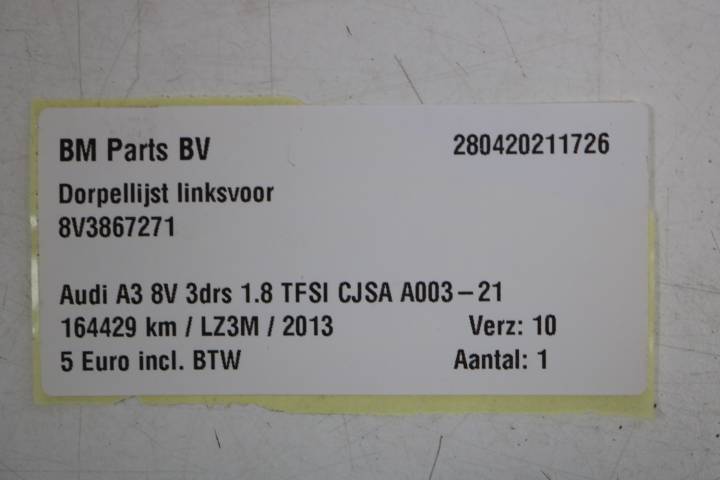 BM Parts BV 280420211726
Dorpellijst linksvoor
8V3867271
Audi A3 8V 3drs 1.8 TFSI CJSA A003-21
164429 km / LZ3M / 2013 Verz: 10
5 Euro incl. BTW Aantal: 1